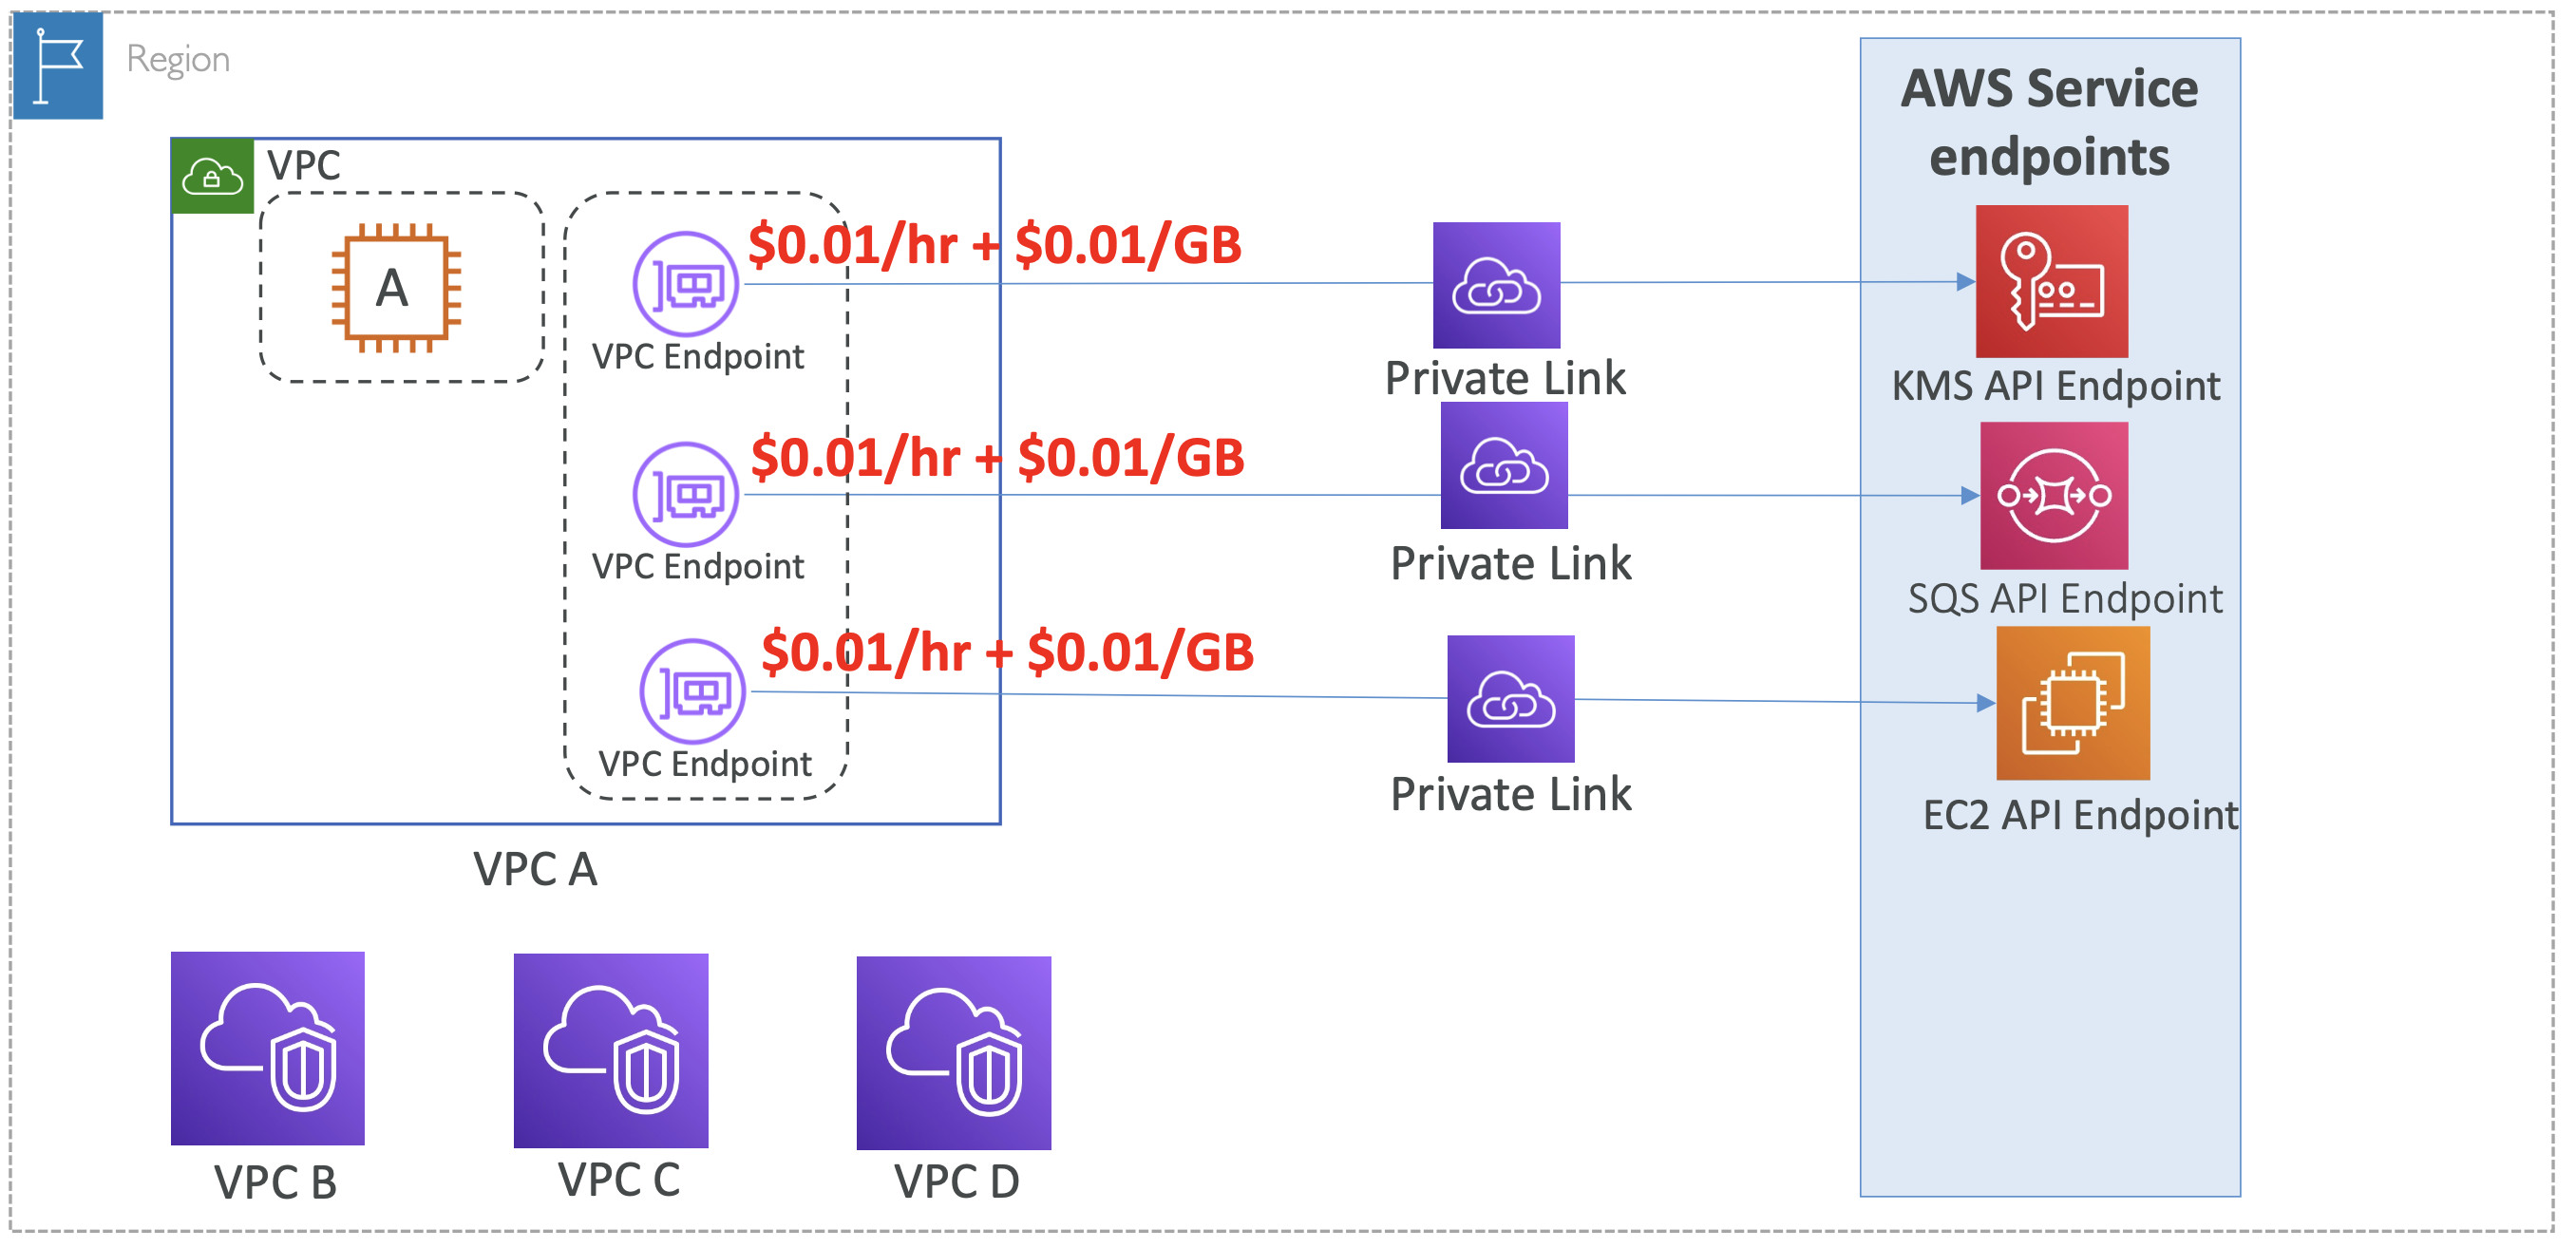 Region
AWS Service
endpoints
VPC
A
$0.01/hr + $0.01/GB
VPC Endpoint
Private Link
KMS API Endpoint
$0.01/hr + $0.01/GB
VPC Endpoint
Private Link
SQS API Endpoint
$0.01/hr + $0.01/GB
VPC Endpoint
Private Link
EC2 API Endpoint
VPC A
VPC B
VPC C
VPC D